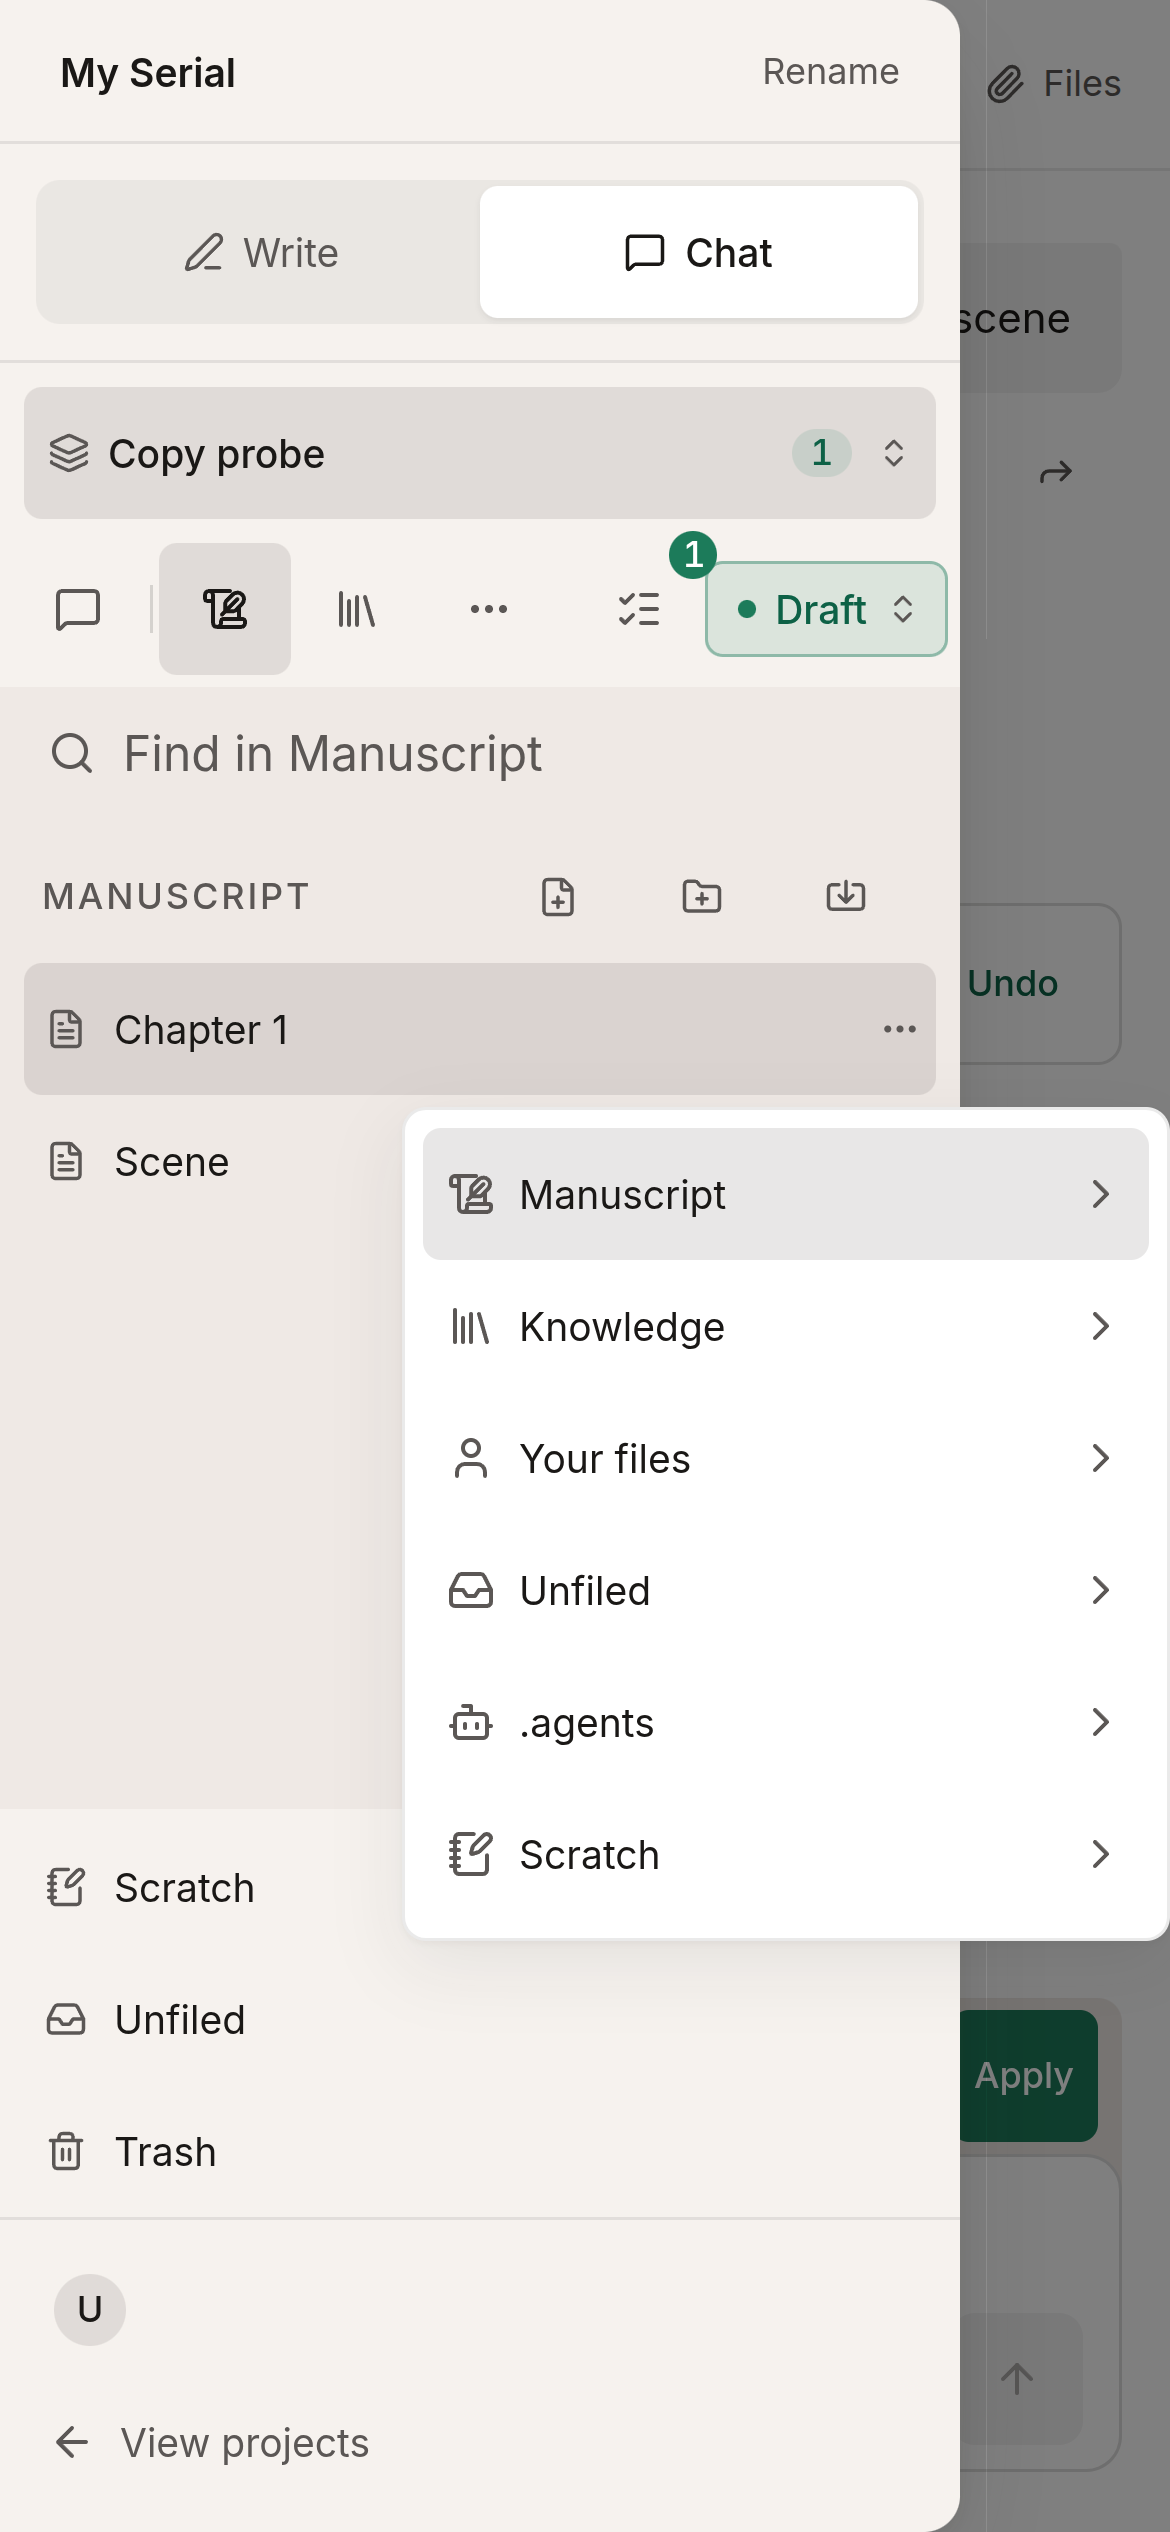 My Serial
Rename
Files
Write
Chat
scene
Copy probe
1
1
Draft
Find in Manuscript
MANUSCRIPT
Undo
Chapter 1
Scene
Manuscript
Knowledge
Your files
Unfiled
.agents
Scratch
Scratch
Unfiled
Apply
Trash
U
View projects